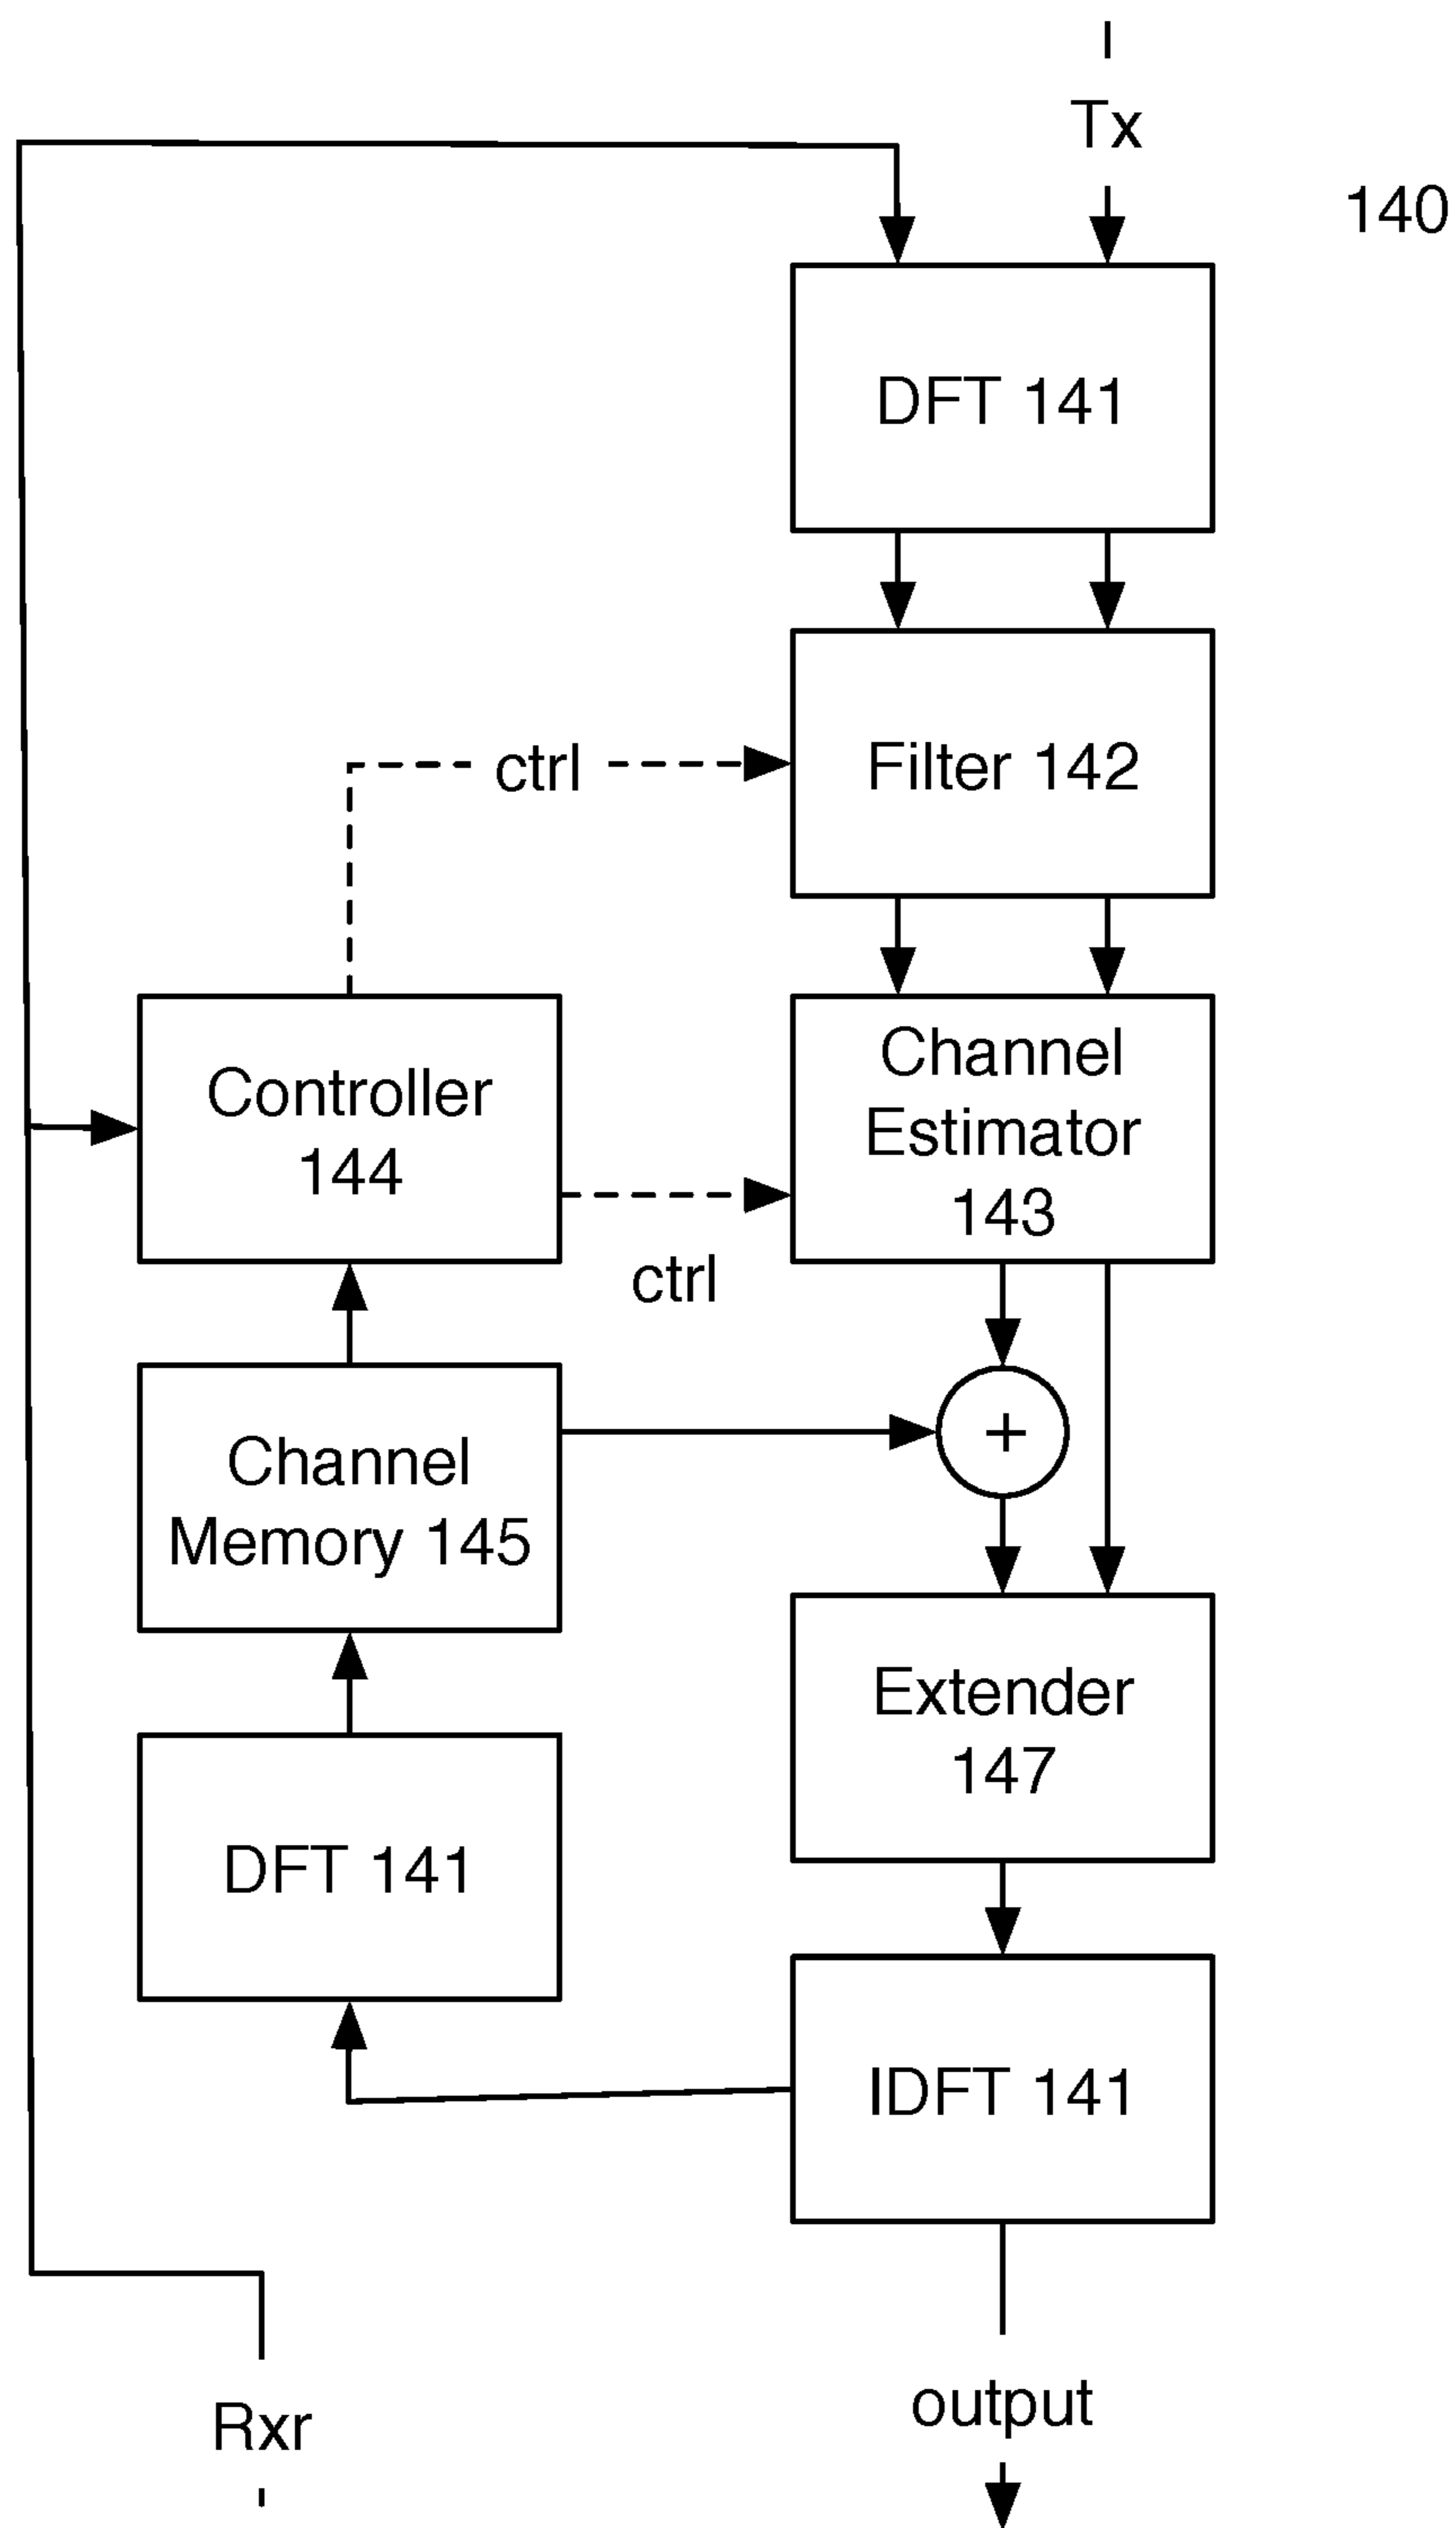 Tx
140
DFT 141
ctrl
Filter 142
Controller
144
Channel
Estimator
143
ctrl
+
Channel
Memory 145
Extender
147
DFT 141
IDFT 141
Rxr
output